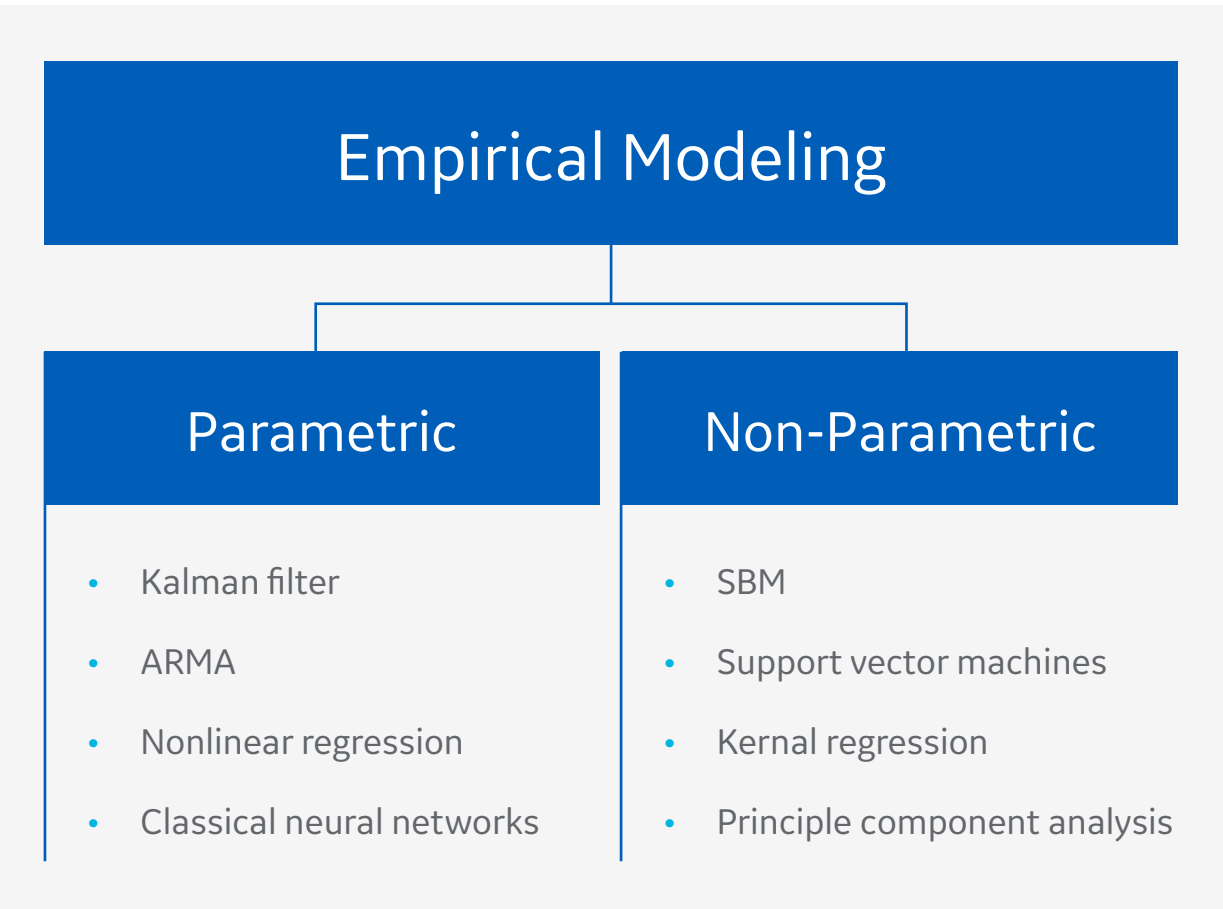 Empirical Modeling
Parametric
• Kalman filter
• ARMA
• Nonlinear regression
• Classical neural networks
Non-Parametric
• SBM
• Support vector machines
• Kernal regression
• Principle component analysis